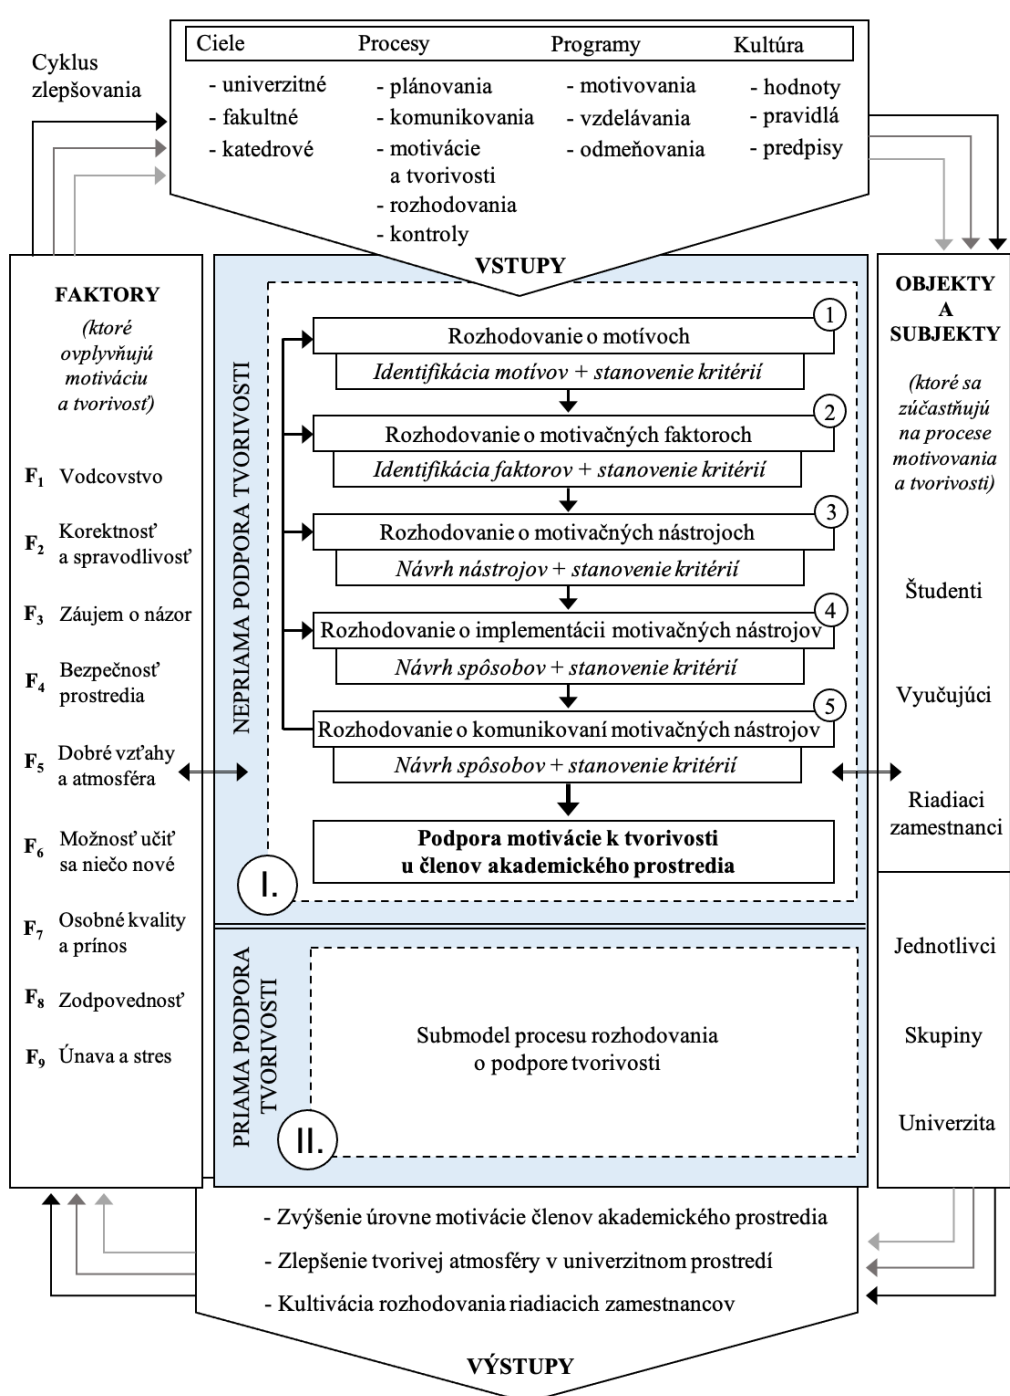 Cyklus
zlepšovania
Ciele
- univerzitné
- fakultné
- katedrové
Procesy
- plánovania
- komunikovania
- motivácie
a tvorivosti
- rozhodovania
- kontroly
Programy
- motivovania
- vzdelávania
- odmeňovania
Kultúra
- hodnoty
- pravidlá
- predpisy
VSTUPY
FAKTORY
(ktoré
ovplyvňujú
motiváciu
a tvorivosť)
F1 Vodcovstvo
F2 Korektnosť
a spravodlivosť
F3 Záujem o názor
F4 Bezpečnosť
prostredia
F5 Dobré vzťahy
a atmosféra
F6 Možnosť učiť
sa niečo nové
F7 Osobné kvality
a prínos
F8 Zodpovednosť
F9 Únava a stres
NEPRIAMA PODPORA TVORIVOSTI
1
Rozhodovanie o motívoch
Identifikácia motívov + stanovenie kritérií
2
Rozhodovanie o motivačných faktoroch
Identifikácia faktorov + stanovenie kritérií
3
Rozhodovanie o motivačných nástrojoch
Návrh nástrojov + stanovenie kritérií
4
Rozhodovanie o implementácii motivačných nástrojov
Návrh spôsobov + stanovenie kritérií
5
Rozhodovanie o komunikovaní motivačných nástrojov
Návrh spôsobov + stanovenie kritérií
Podpora motivácie k tvorivosti
u členov akademického prostredia
I.
PRIAMA PODPORA
TVORIVOSTI
Submodel procesu rozhodovania
o podpore tvorivosti
II.
OBJEKTY
A
SUBJEKTY
(ktoré sa
zúčastňujú
na procese
motivovania
a tvorivosti)
Študenti
Vyučujúci
Riadiaci
zamestnanci
Jednotlivci
Skupiny
Univerzita
- Zvýšenie úrovne motivácie členov akademického prostredia
- Zlepšenie tvorivej atmosféry v univerzitnom prostredí
- Kultivácia rozhodovania riadiacich zamestnancov
VÝSTUPY